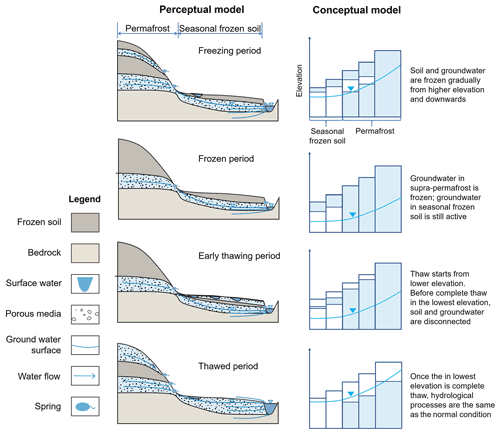 Perceptual model
Conceptual model
Permafrost
Seasonal frozen soil
Freezing period
Elevation
Soil and groundwater
are frozen gradually
from higher elevation
and downwards
Seasonal
frozen soil
Permafrost
Frozen period
Groundwater in
supra-permafrost is
frozen; groundwater
in seasonal frozen
soil is still active
Legend
Frozen soil
Bedrock
Surface water
Porous media
Ground water
surface
Water flow
Spring
Early thawing period
Thaw starts from
lower elevation.
Before complete thaw
in the lowest elevation,
soil and groundwater
are disconnected
Thawed period
Once the in lowest
elevation is complete
thaw, hydrological
processes are the same
as the normal condition